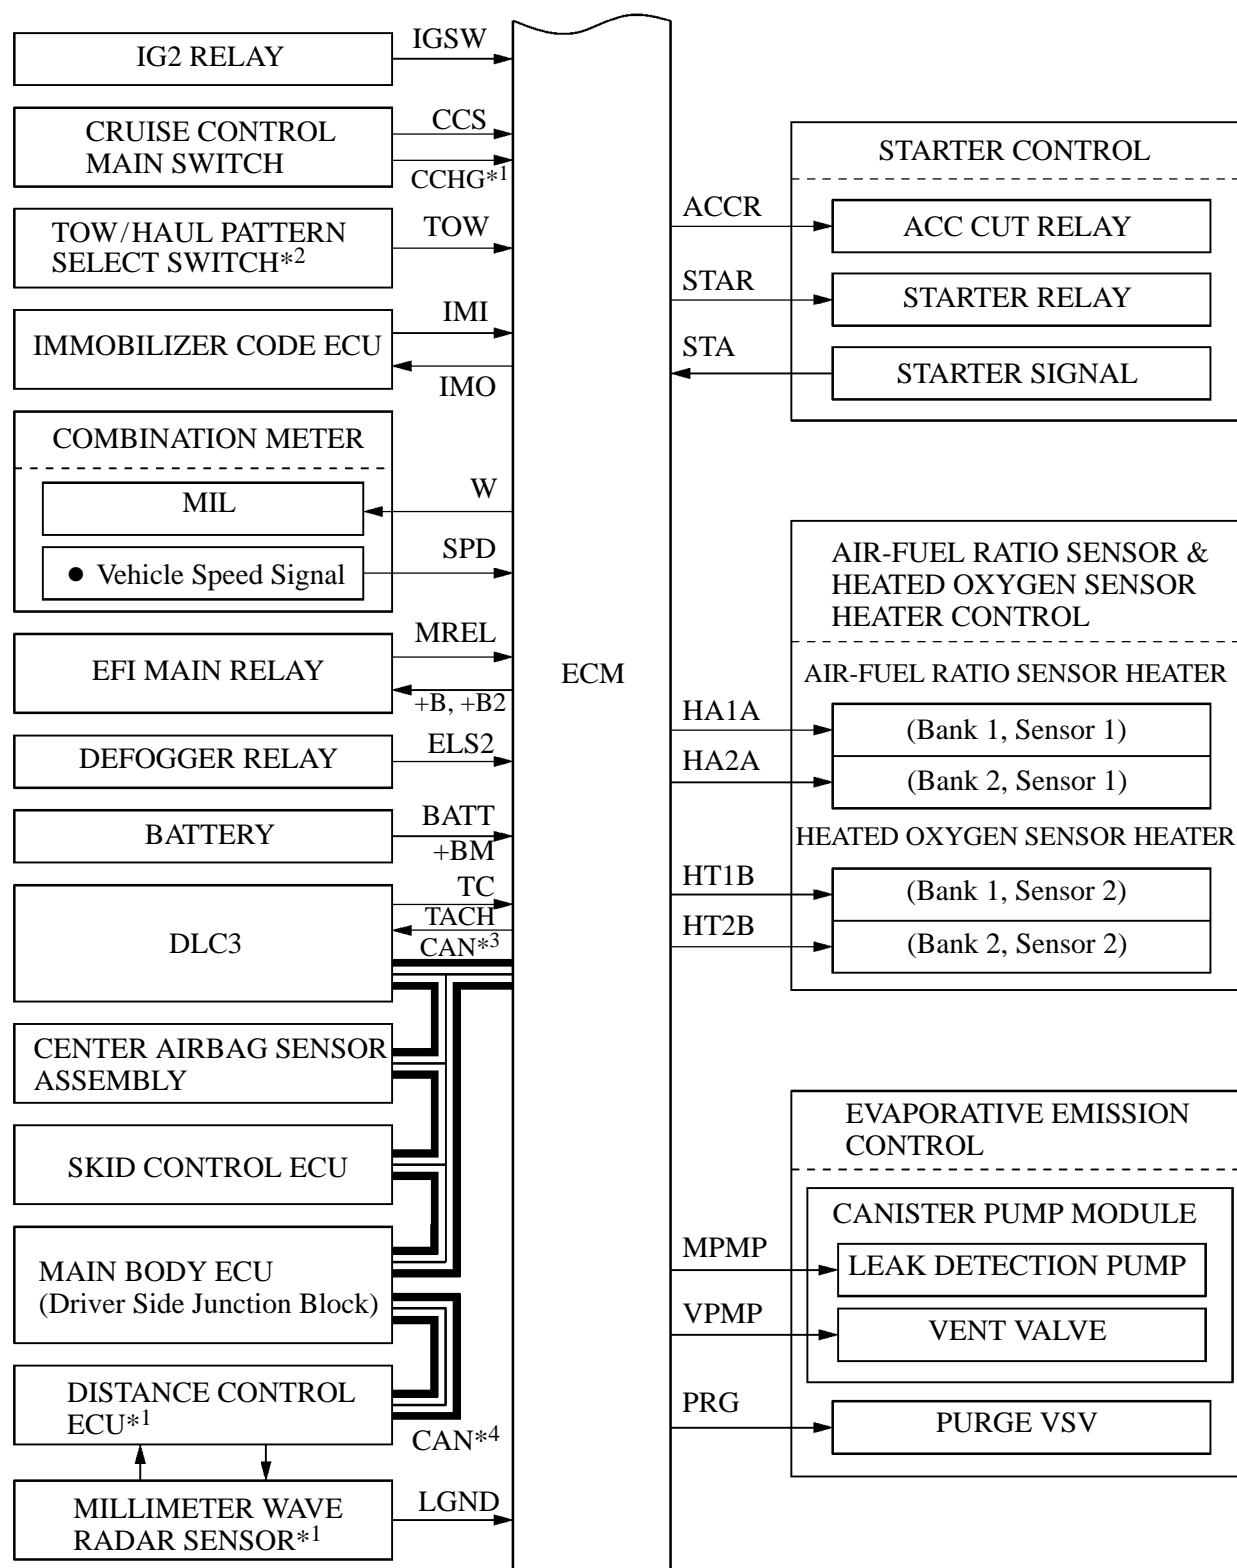 IG2 RELAY
IGSW
CRUISE CONTROL
MAIN SWITCH
CCS
CCHG*1
TOW/HAUL PATTERN
SELECT SWITCH*2
TOW
IMMOBILIZER CODE ECU
IMI
IMO
COMBINATION METER
MIL
W
● Vehicle Speed Signal
SPD
EFI MAIN RELAY
MREL
+B, +B2
DEFOGGER RELAY
ELS2
BATTERY
BATT
+BM
DLC3
TC
TACH
CAN*3
CENTER AIRBAG SENSOR
ASSEMBLY
SKID CONTROL ECU
MAIN BODY ECU
(Driver Side Junction Block)
DISTANCE CONTROL
ECU*1
CAN*4
MILLIMETER WAVE
RADAR SENSOR*1
LGND
ECM
STARTER CONTROL
ACCR
ACC CUT RELAY
STAR
STARTER RELAY
STA
STARTER SIGNAL
AIR-FUEL RATIO SENSOR &
HEATED OXYGEN SENSOR
HEATER CONTROL
AIR-FUEL RATIO SENSOR HEATER
HA1A
(Bank 1, Sensor 1)
HA2A
(Bank 2, Sensor 1)
HEATED OXYGEN SENSOR HEATER
HT1B
(Bank 1, Sensor 2)
HT2B
(Bank 2, Sensor 2)
EVAPORATIVE EMISSION
CONTROL
CANISTER PUMP MODULE
MPMP
LEAK DETECTION PUMP
VPMP
VENT VALVE
PRG
PURGE VSV